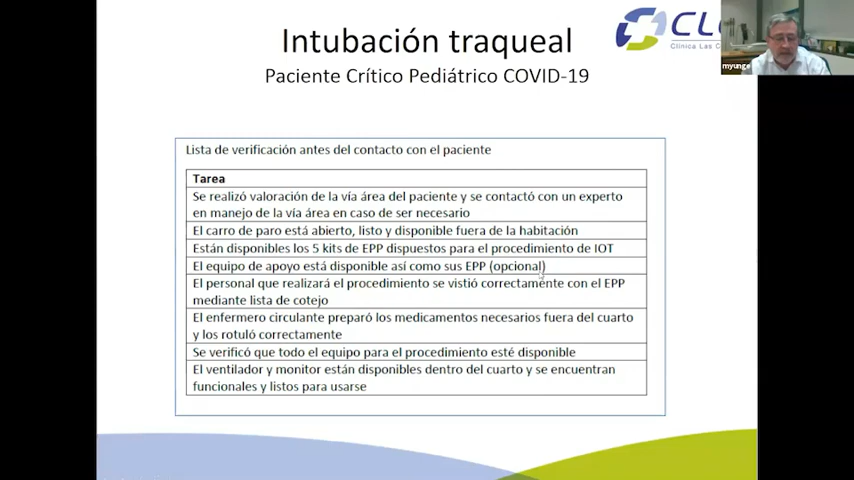 Intubación traqueal
Paciente Crítico Pediátrico COVID-19
CL
Clínica Las C
myunge
Lista de verificación antes del contacto con el paciente
Tarea
Se realizó valoración de la vía área del paciente y se contactó con un experto
en manejo de la vía área en caso de ser necesario
El carro de paro está abierto, listo y disponible fuera de la habitación
Están disponibles los 5 kits de EPP dispuestos para el procedimiento de IOT
El equipo de apoyo está disponible así como sus EPP (opcional)
El personal que realizará el procedimiento se vistió correctamente con el EPP
mediante lista de cotejo
El enfermero circulante preparó los medicamentos necesarios fuera del cuarto
y los rotuló correctamente
Se verificó que todo el equipo para el procedimiento esté disponible
El ventilador y monitor están disponibles dentro del cuarto y se encuentran
funcionales y listos para usarse